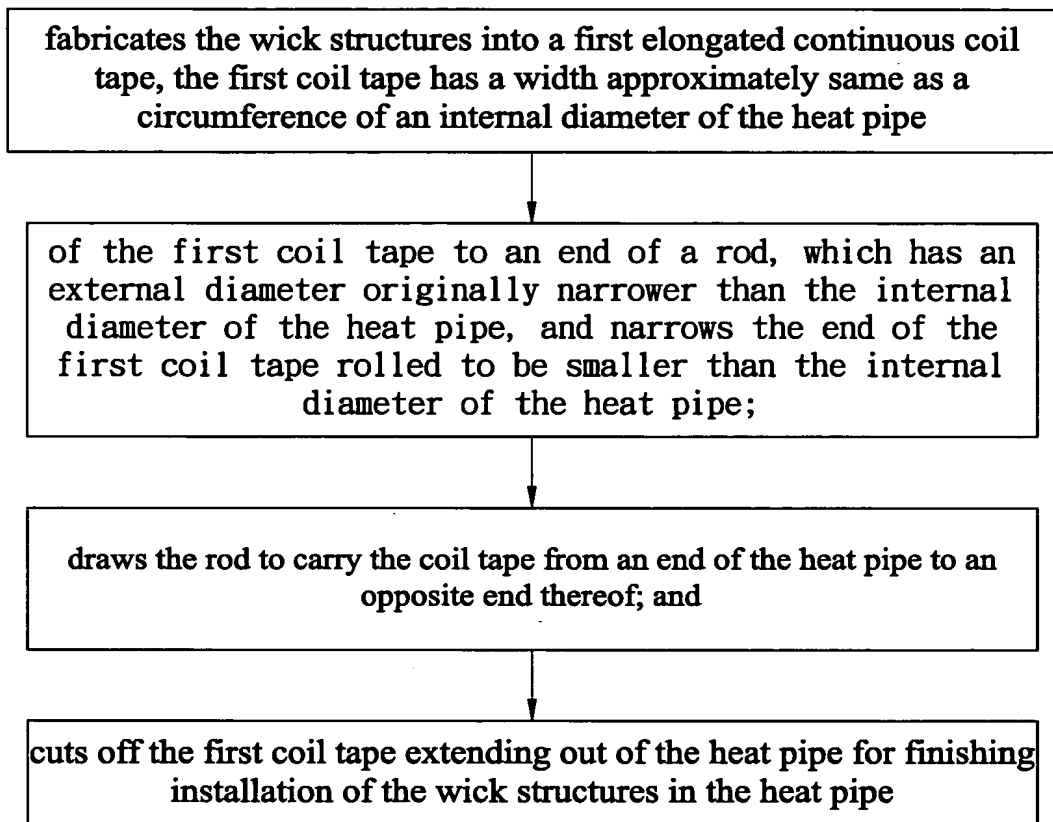 fabricates the wick structures into a first elongated continuous coil
tape, the first coil tape has a width approximately same as a
circumference of an internal diameter of the heat pipe
of the first coil tape to an end of a rod, which has an
external diameter originally narrower than the internal
diameter of the heat pipe, and narrows the end of the
first coil tape rolled to be smaller than the internal
diameter of the heat pipe;
draws the rod to carry the coil tape from an end of the heat pipe to an
opposite end thereof; and
cuts off the first coil tape extending out of the heat pipe for finishing
installation of the wick structures in the heat pipe